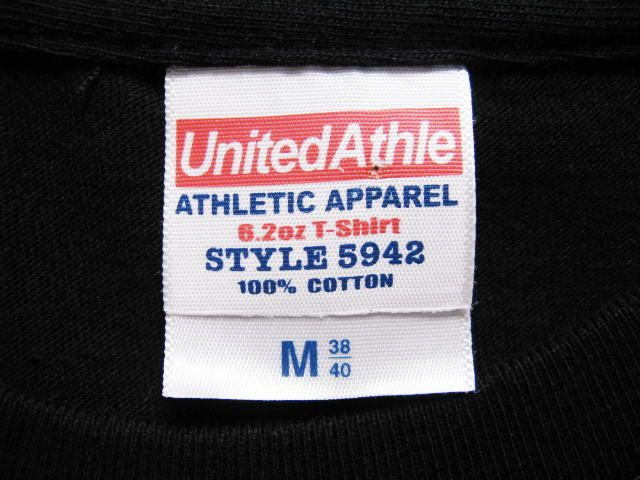 UnitedAthle
ATHLETIC APPAREL
6.2oz T-Shirt
STYLE 5942
100% COTTON
M 38
40